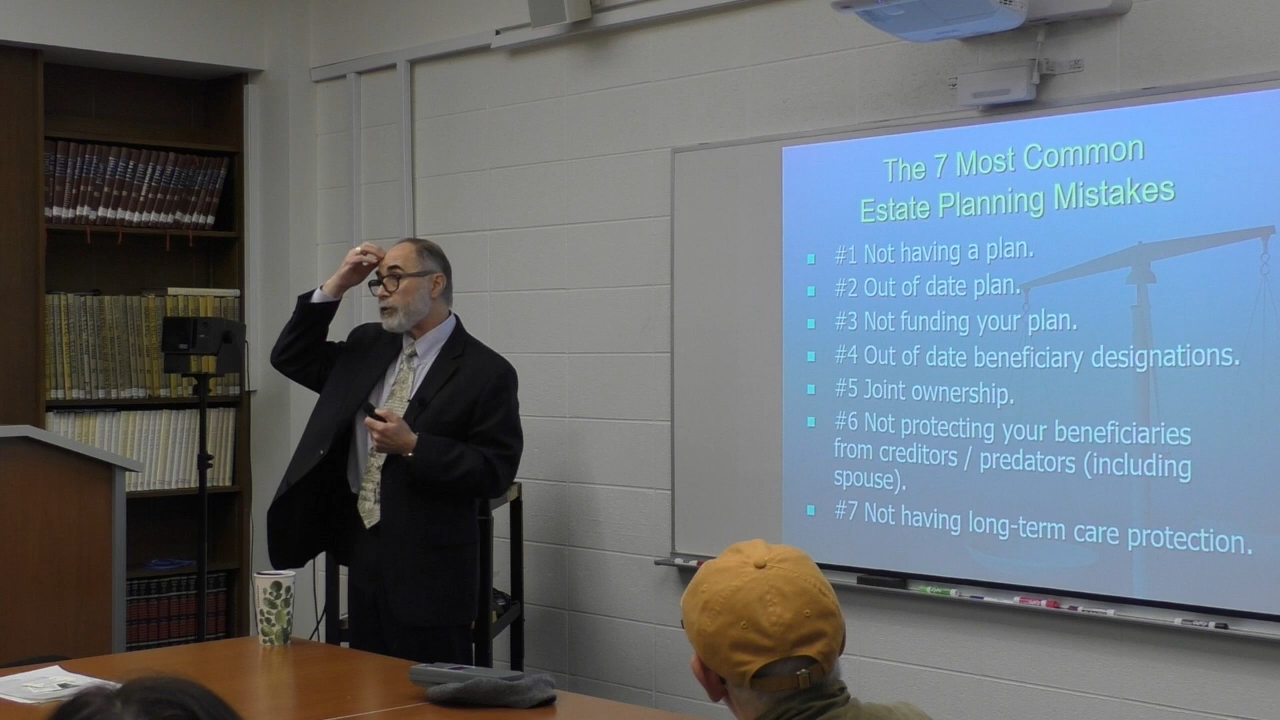 The 7 Most Common
Estate Planning Mistakes
#1 Not having a plan.
#2 Out of date plan.
#3 Not funding your plan.
#4 Out of date beneficiary designations.
#5 Joint ownership.
#6 Not protecting your beneficiaries
from creditors / predators (including
spouse).
#7 Not having long-term care protection.